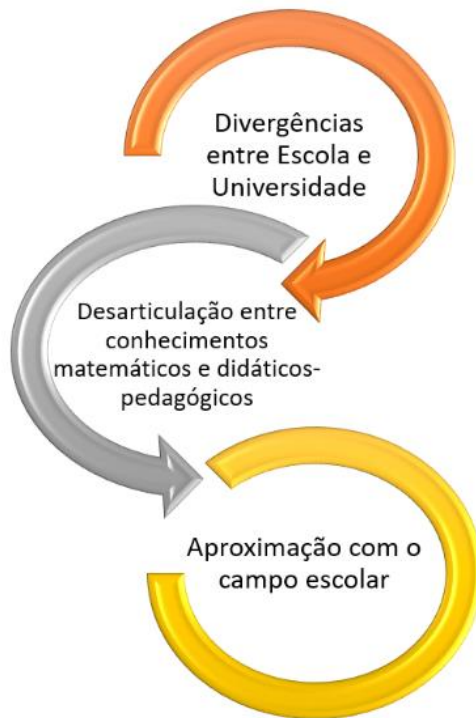 Divergências
entre Escola e
Universidade
Desarticulação entre
conhecimentos
matemáticos e didáticos-
pedagógicos
Aproximação com o
campo escolar